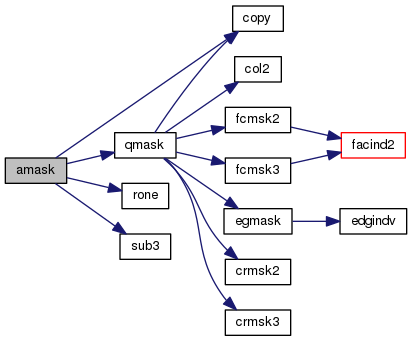 copy
col2
fcmsk2
qmask
facind2
fcmsk3
amask
rone
egmask
edgindv
sub3
crmsk2
crmsk3